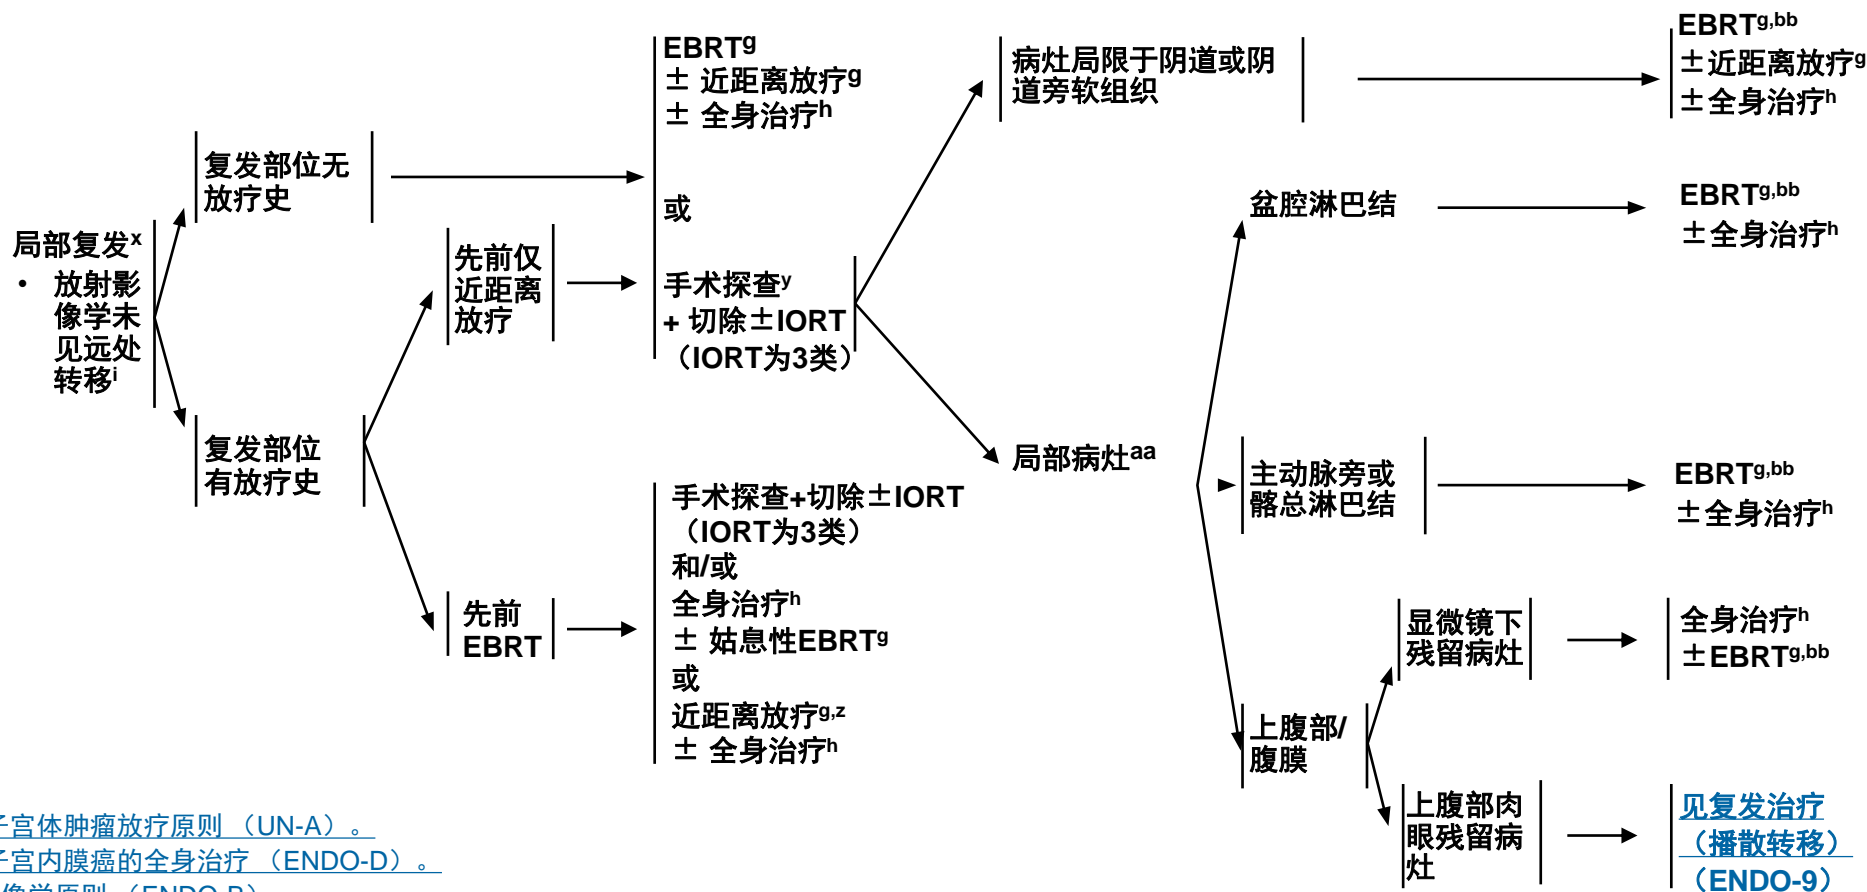 局部复发x
• 放射影
像学未
见远处
转移i
复发部位无
放疗史
复发部位
有放疗史
先前仅
近距离
放疗
先前
EBRT
EBRTg
± 近距离放疗g
± 全身治疗h
或
手术探查y
+ 切除±IORT
（IORT为3类）
手术探查+切除±IORT
（IORT为3类）
和/或
全身治疗h
± 姑息性EBRTg
或
近距离放疗g,z
± 全身治疗h
病灶局限于阴道或阴
道旁软组织
局部病灶aa
盆腔淋巴结
主动脉旁或
髂总淋巴结
上腹部/
腹膜
显微镜下
残留病灶
上腹部肉
眼残留病
灶
EBRTg,bb
±近距离放疗g
±全身治疗h
EBRTg,bb
±全身治疗h
EBRTg,bb
±全身治疗h
全身治疗h
±EBRTg,bb
见复发治疗
（播散转移）
（ENDO-9）
子宫体肿瘤放疗原则 （UN-A）。
子宫内膜癌的全身治疗 （ENDO-D）。
像学原则 （ENDO-B）